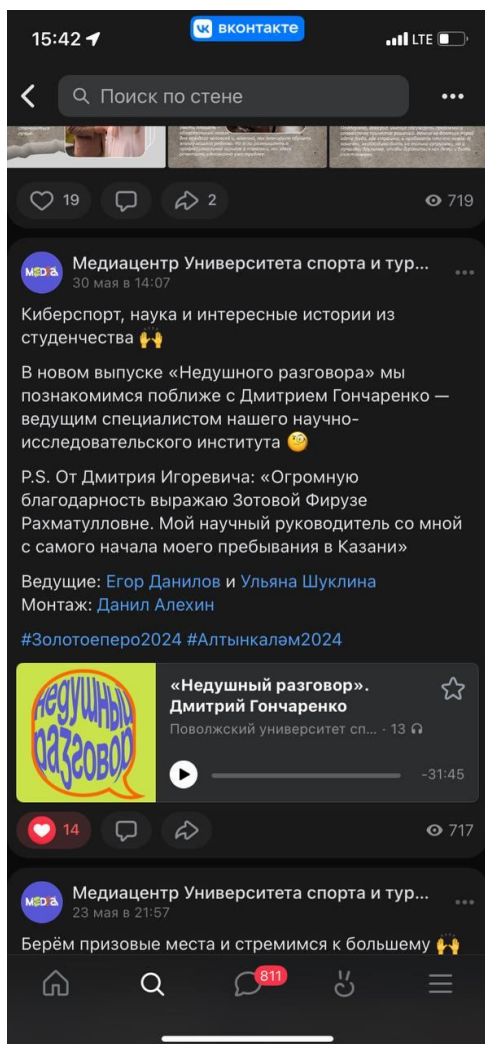 15:42
вконтакте
LTE
Поиск по стене
19
2
719
Медиацентр Университета спорта и тур...
30 мая в 14:07
Киберспорт, наука и интересные истории из
студенчества 🙌
В новом выпуске «Недушного разговора» мы
познакомимся поближе с Дмитрием Гончаренко —
ведущим специалистом нашего научно-
исследовательского института 🧐
P.S. От Дмитрия Игоревича: «Огромную
благодарность выражаю Зотовой Фирузе
Рахматулловне. Мой научный руководитель со мной
с самого начала моего пребывания в Казани»
Ведущие: Егор Данилов и Ульяна Шуклина
Монтаж: Данил Алехин
#Золотоеперо2024 #Алтынкаләм2024
недушный
разговор
«Недушный разговор».
Дмитрий Гончаренко
Поволжский университет сп... · 13
-31:45
14
717
Медиацентр Университета спорта и тур...
23 мая в 21:57
Берём призовые места и стремимся к большему 🙌
811